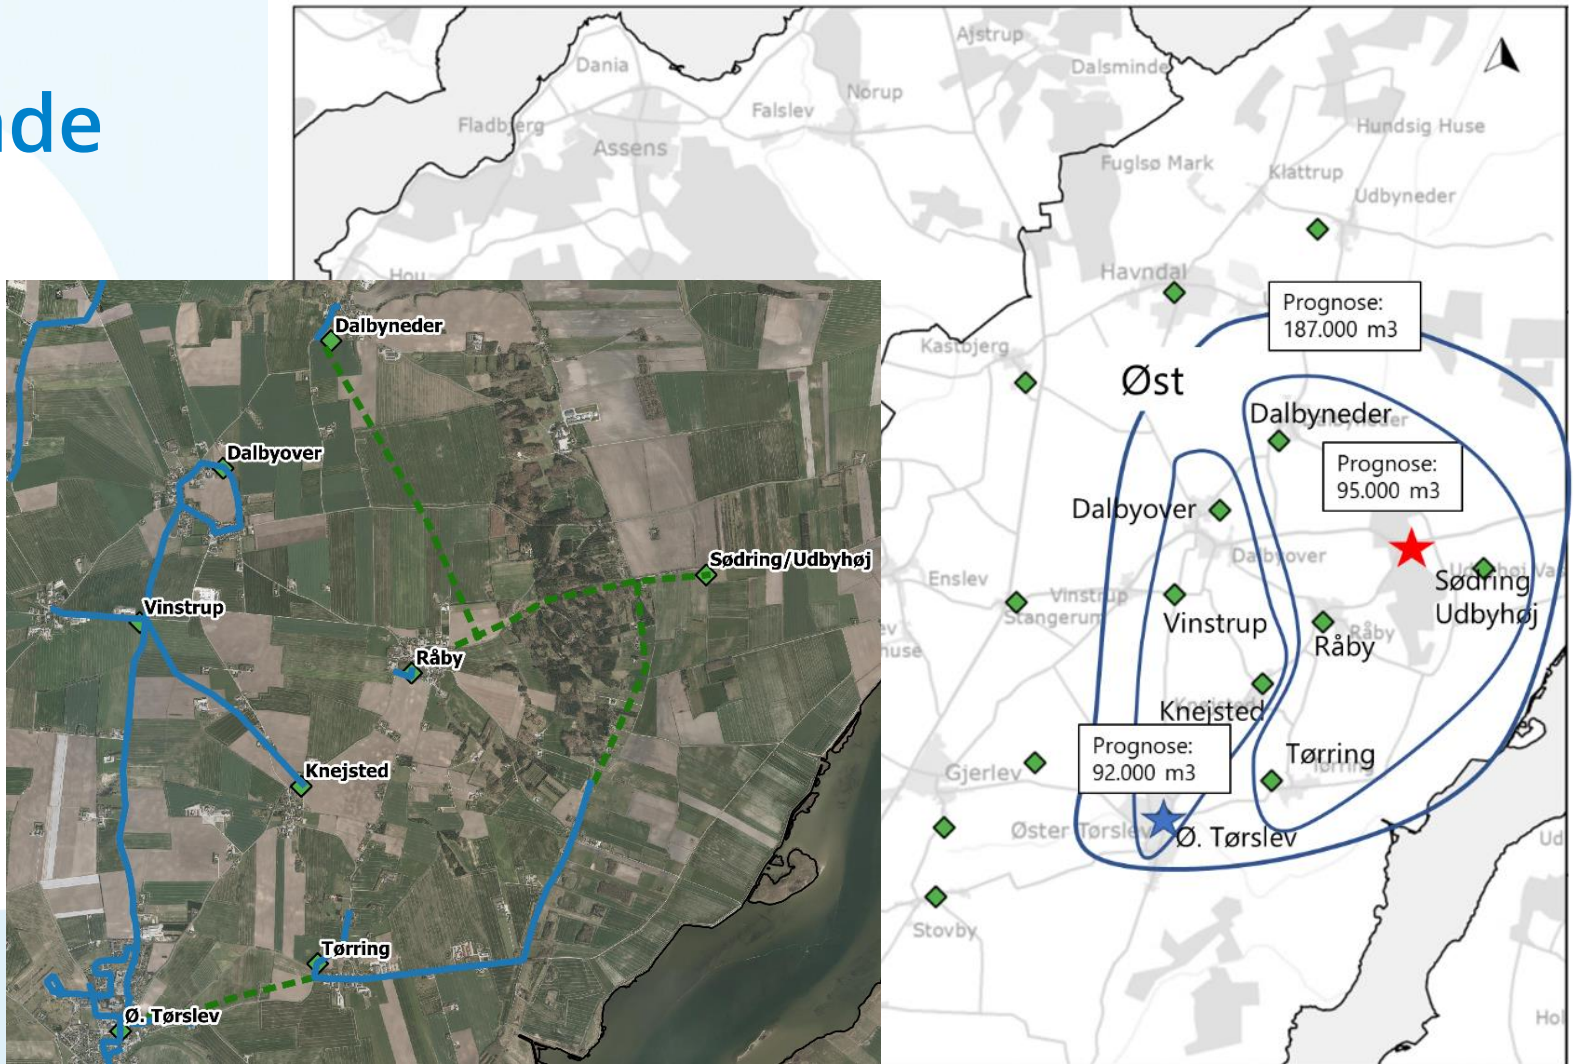 nde
Dalbyneder
Dalbyover
Sødring/Udbyhøj
Vinstrup
Råby
Knejsted
Tørring
Ø. Tørslev
Ajstrup
Dania
Dalsminde
Norup
Falslev
Fladbjerg
Hundsig Huse
Assens
Fuglsø Mark
Klattrup
Udbyneder
Hou
Havndal
Prognose:
187.000 m3
Kastbjerg
Øst
Dalbyneder
Prognose:
95.000 m3
Dalbyover
Dalbyover
Enslev
Vinstrup
Stangerum
Vinstrup
Sødring
Udbyhøj
Råby
Råby
Knejsted
Prognose:
92.000 m3
Tørring
Tørring
Gjerlev
Øster Tørslev
Ø. Tørslev
Stovby